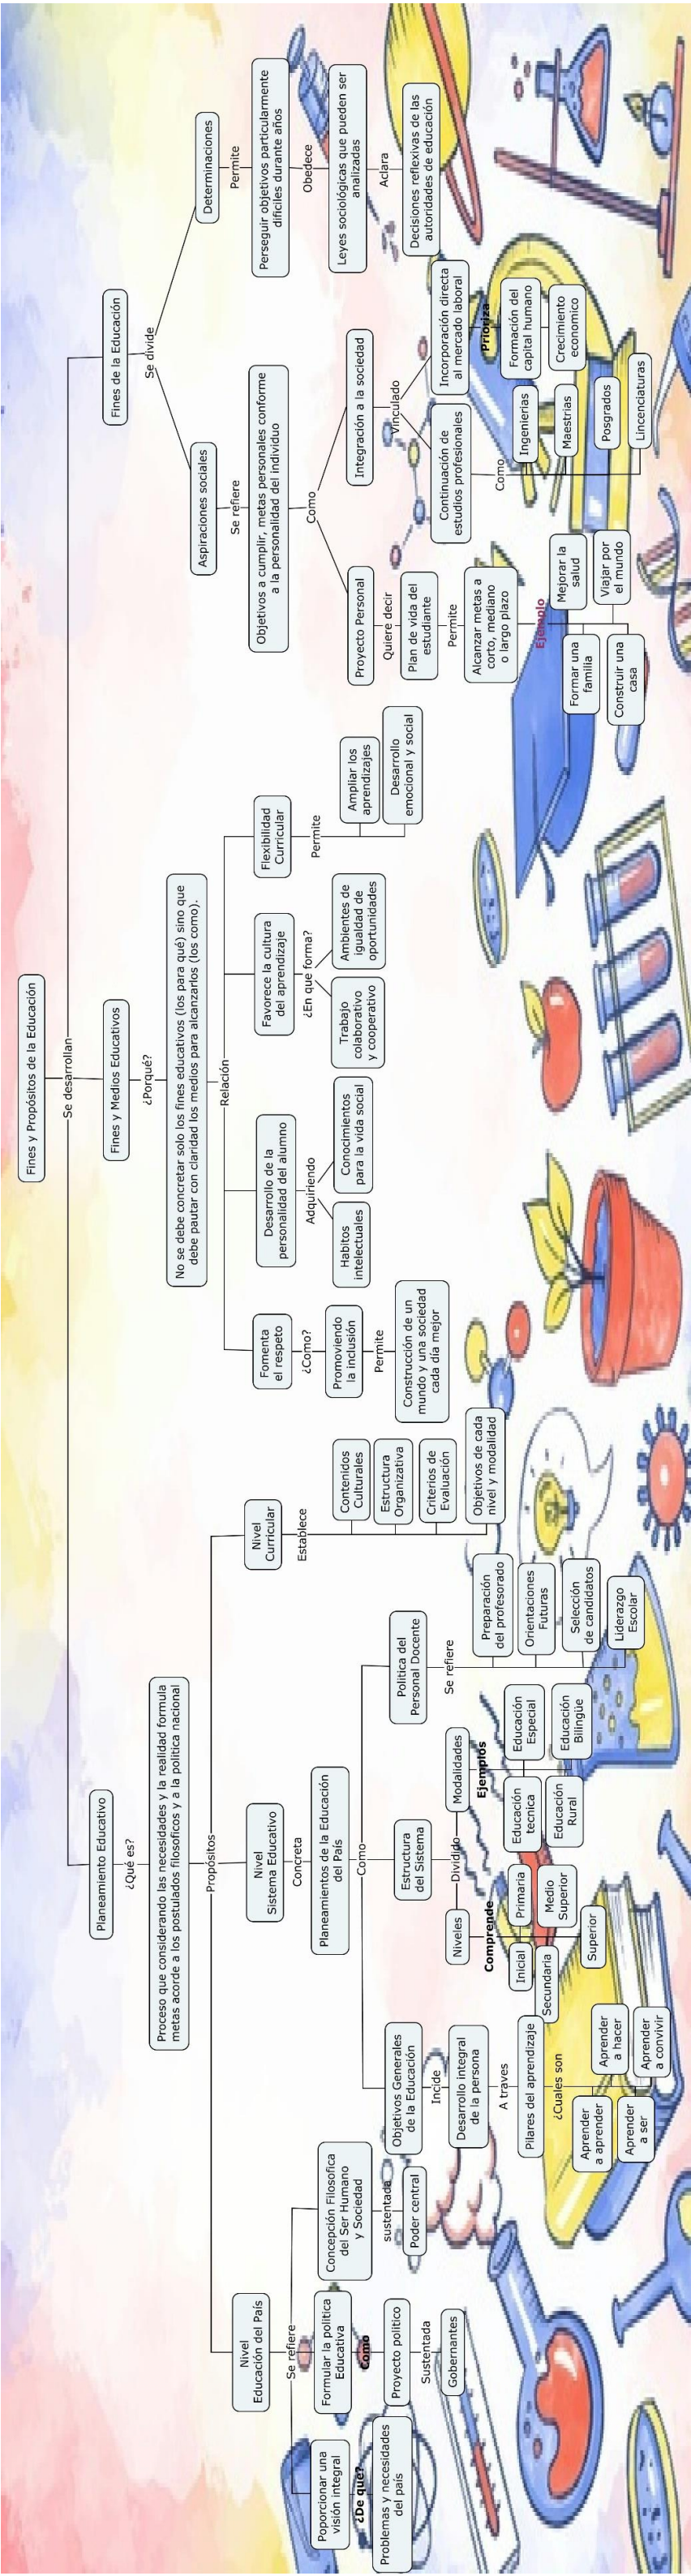 Fines y Propósitos de la Educación
Se desarrollan
Planeamiento Educativo
¿Qué es?
Proceso que considerando las necesidades y la realidad formula
metas acorde a los postulados filosoficos y a la politica nacional
Propósitos
Nivel
Educación del País
Se refiere
Poporcionar una
visión integral
¿De qué?
Problemas y necesidades
del país
Formular la politica
Educativa
Como
Proyecto politico
Sustentada
Gobernantes
Concepción Filosofica
del Ser Humano
y Sociedad
sustentada
Poder central
Nivel
Sistema Educativo
Concreta
Planeamientos de la Educación
del País
Como
Objetivos Generales
de la Educación
Incide
Desarrollo integral
de la persona
A traves
Pilares del aprendizaje
¿Cuales son
Aprender
a aprender
Aprender
a hacer
Aprender
a ser
Aprender
a convivir
Estructura
del Sistema
Dividido
Niveles
Comprende
Inicial
Primaria
Secundaria
Medio
Superior
Superior
Modalidades
Ejemplos
Educación
tecnica
Educación
Especial
Educación
Rural
Educación
Bilingüe
Politica del
Personal Docente
Se refiere
Preparación
del profesorado
Orientaciones
Futuras
Selección
de candidatos
Liderazgo
Escolar
Nivel
Curricular
Establece
Contenidos
Culturales
Estructura
Organizativa
Criterios de
Evaluación
Objetivos de cada
nivel y modalidad
Fines y Medios Educativos
¿Porqué?
No se debe concretar solo los fines educativos (los para qué) sino que
debe pautar con claridad los medios para alcanzarlos (los como).
Relación
Fomenta
el respeto
¿Como?
Promoviendo
la inclusión
Permite
Construcción de un
mundo y una sociedad
cada día mejor
Desarrollo de la
personalidad del alumno
Adquiriendo
Habitos
intelectuales
Conocimientos
para la vida social
Favorece la cultura
del aprendizaje
¿En que forma?
Trabajo
colaborativo
y cooperativo
Ambientes de
igualdad de
oportunidades
Flexibilidad
Curricular
Permite
Ampliar los
aprendizajes
Desarrollo
emocional y social
Fines de la Educación
Se divide
Aspiraciones sociales
Se refiere
Objetivos a cumplir, metas personales conforme
a la personalidad del individuo
Como
Proyecto Personal
Quiere decir
Plan de vida del
estudiante
Permite
Alcanzar metas a
corto, mediano
o largo plazo
Ejemplo
Formar una
familia
Mejorar la
salud
Construir una
casa
Viajar por
el mundo
Integración a la sociedad
Vinculado
Continuación de
estudios profesionales
Como
Ingenierias
Maestrias
Posgrados
Lincenciaturas
Incorporación directa
al mercado laboral
Prioriza
Formación del
capital humano
Crecimiento
economico
Determinaciones
Permite
Perseguir objetivos particularmente
dificiles durante años
Obedece
Leyes sociológicas que pueden ser
analizadas
Aclara
Decisiones reflexivas de las
autoridades de educación